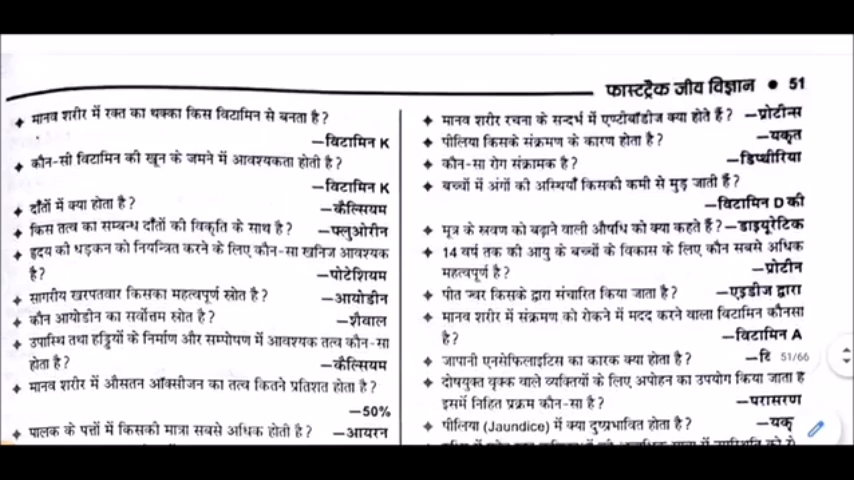 फास्टट्रैक जीव विज्ञान ● 51
✦ मानव शरीर में रक्त का थक्का किस विटामिन से बनता है?
—विटामिन K
✦ कौन-सी विटामिन की खून के जमने में आवश्यकता होती है?
—विटामिन K
✦ दाँतों में क्या होता है? —कैल्सियम
✦ किस तत्व का सम्बन्ध दाँतों की विकृति के साथ है? —फ्लुओरीन
✦ हृदय की धड़कन को नियन्त्रित करने के लिए कौन-सा खनिज आवश्यक
है? —पोटेशियम
✦ सागरीय खरपतवार किसका महत्वपूर्ण स्रोत है? —आयोडीन
✦ कौन आयोडीन का सर्वोत्तम स्रोत है? —शैवाल
✦ उपास्थि तथा हड्डियों के निर्माण और सम्पोषण में आवश्यक तत्व कौन-सा
होता है? —कैल्सियम
✦ मानव शरीर में औसतन ऑक्सीजन का तत्व कितने प्रतिशत होता है?
—50%
✦ पालक के पत्तों में किसकी मात्रा सबसे अधिक होती है? —आयरन
✦ मानव शरीर रचना के सन्दर्भ में एण्टीबॉडीज क्या होते हैं? —प्रोटीन्स
✦ पीलिया किसके संक्रमण के कारण होता है? —यकृत
✦ कौन-सा रोग संक्रामक है? —डिप्थीरिया
✦ बच्चों में अंगों की अस्थियाँ किसकी कमी से मुड़ जाती हैं?
—विटामिन D की
✦ मूत्र के स्रवण को बढ़ाने वाली औषधि को क्या कहते हैं? —डाइयूरेटिक
✦ 14 वर्ष तक की आयु के बच्चों के विकास के लिए कौन सबसे अधिक
महत्वपूर्ण है? —प्रोटीन
✦ पीत ज्वर किसके द्वारा संचारित किया जाता है? —एइडीज द्वारा
✦ मानव शरीर में संक्रमण को रोकने में मदद करने वाला विटामिन कौनसा
है? —विटामिन A
✦ जापानी एनसेफिलाइटिस का कारक क्या होता है? —वि 51/66
✦ दोषयुक्त वृक्क वाले व्यक्तियों के लिए अपोहन का उपयोग किया जाता है
इसमें निहित प्रक्रम कौन-सा है? —परासरण
✦ पीलिया (Jaundice) में क्या दुष्प्रभावित होता है? —यकृ